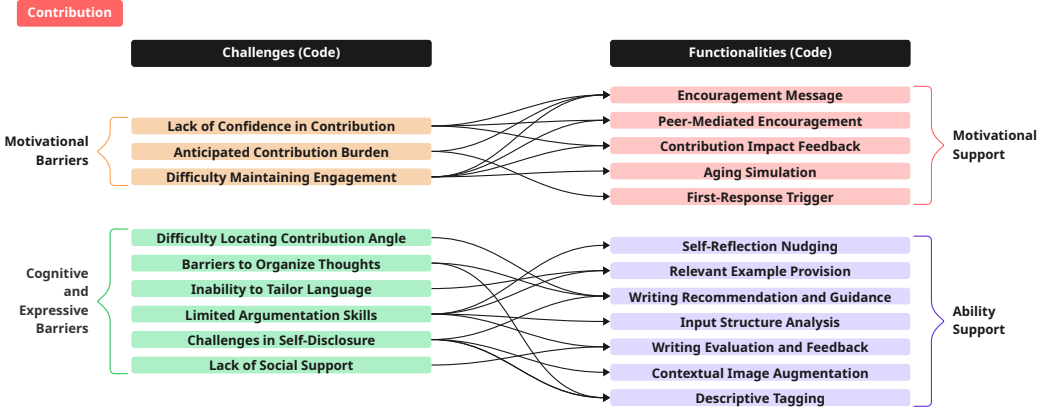 Contribution
Challenges (Code)
Functionalities (Code)
Motivational
Barriers
Lack of Confidence in Contribution
Anticipated Contribution Burden
Difficulty Maintaining Engagement
Encouragement Message
Peer-Mediated Encouragement
Contribution Impact Feedback
Aging Simulation
First-Response Trigger
Motivational
Support
Cognitive
and
Expressive
Barriers
Difficulty Locating Contribution Angle
Barriers to Organize Thoughts
Inability to Tailor Language
Limited Argumentation Skills
Challenges in Self-Disclosure
Lack of Social Support
Self-Reflection Nudging
Relevant Example Provision
Writing Recommendation and Guidance
Input Structure Analysis
Writing Evaluation and Feedback
Contextual Image Augmentation
Descriptive Tagging
Ability
Support